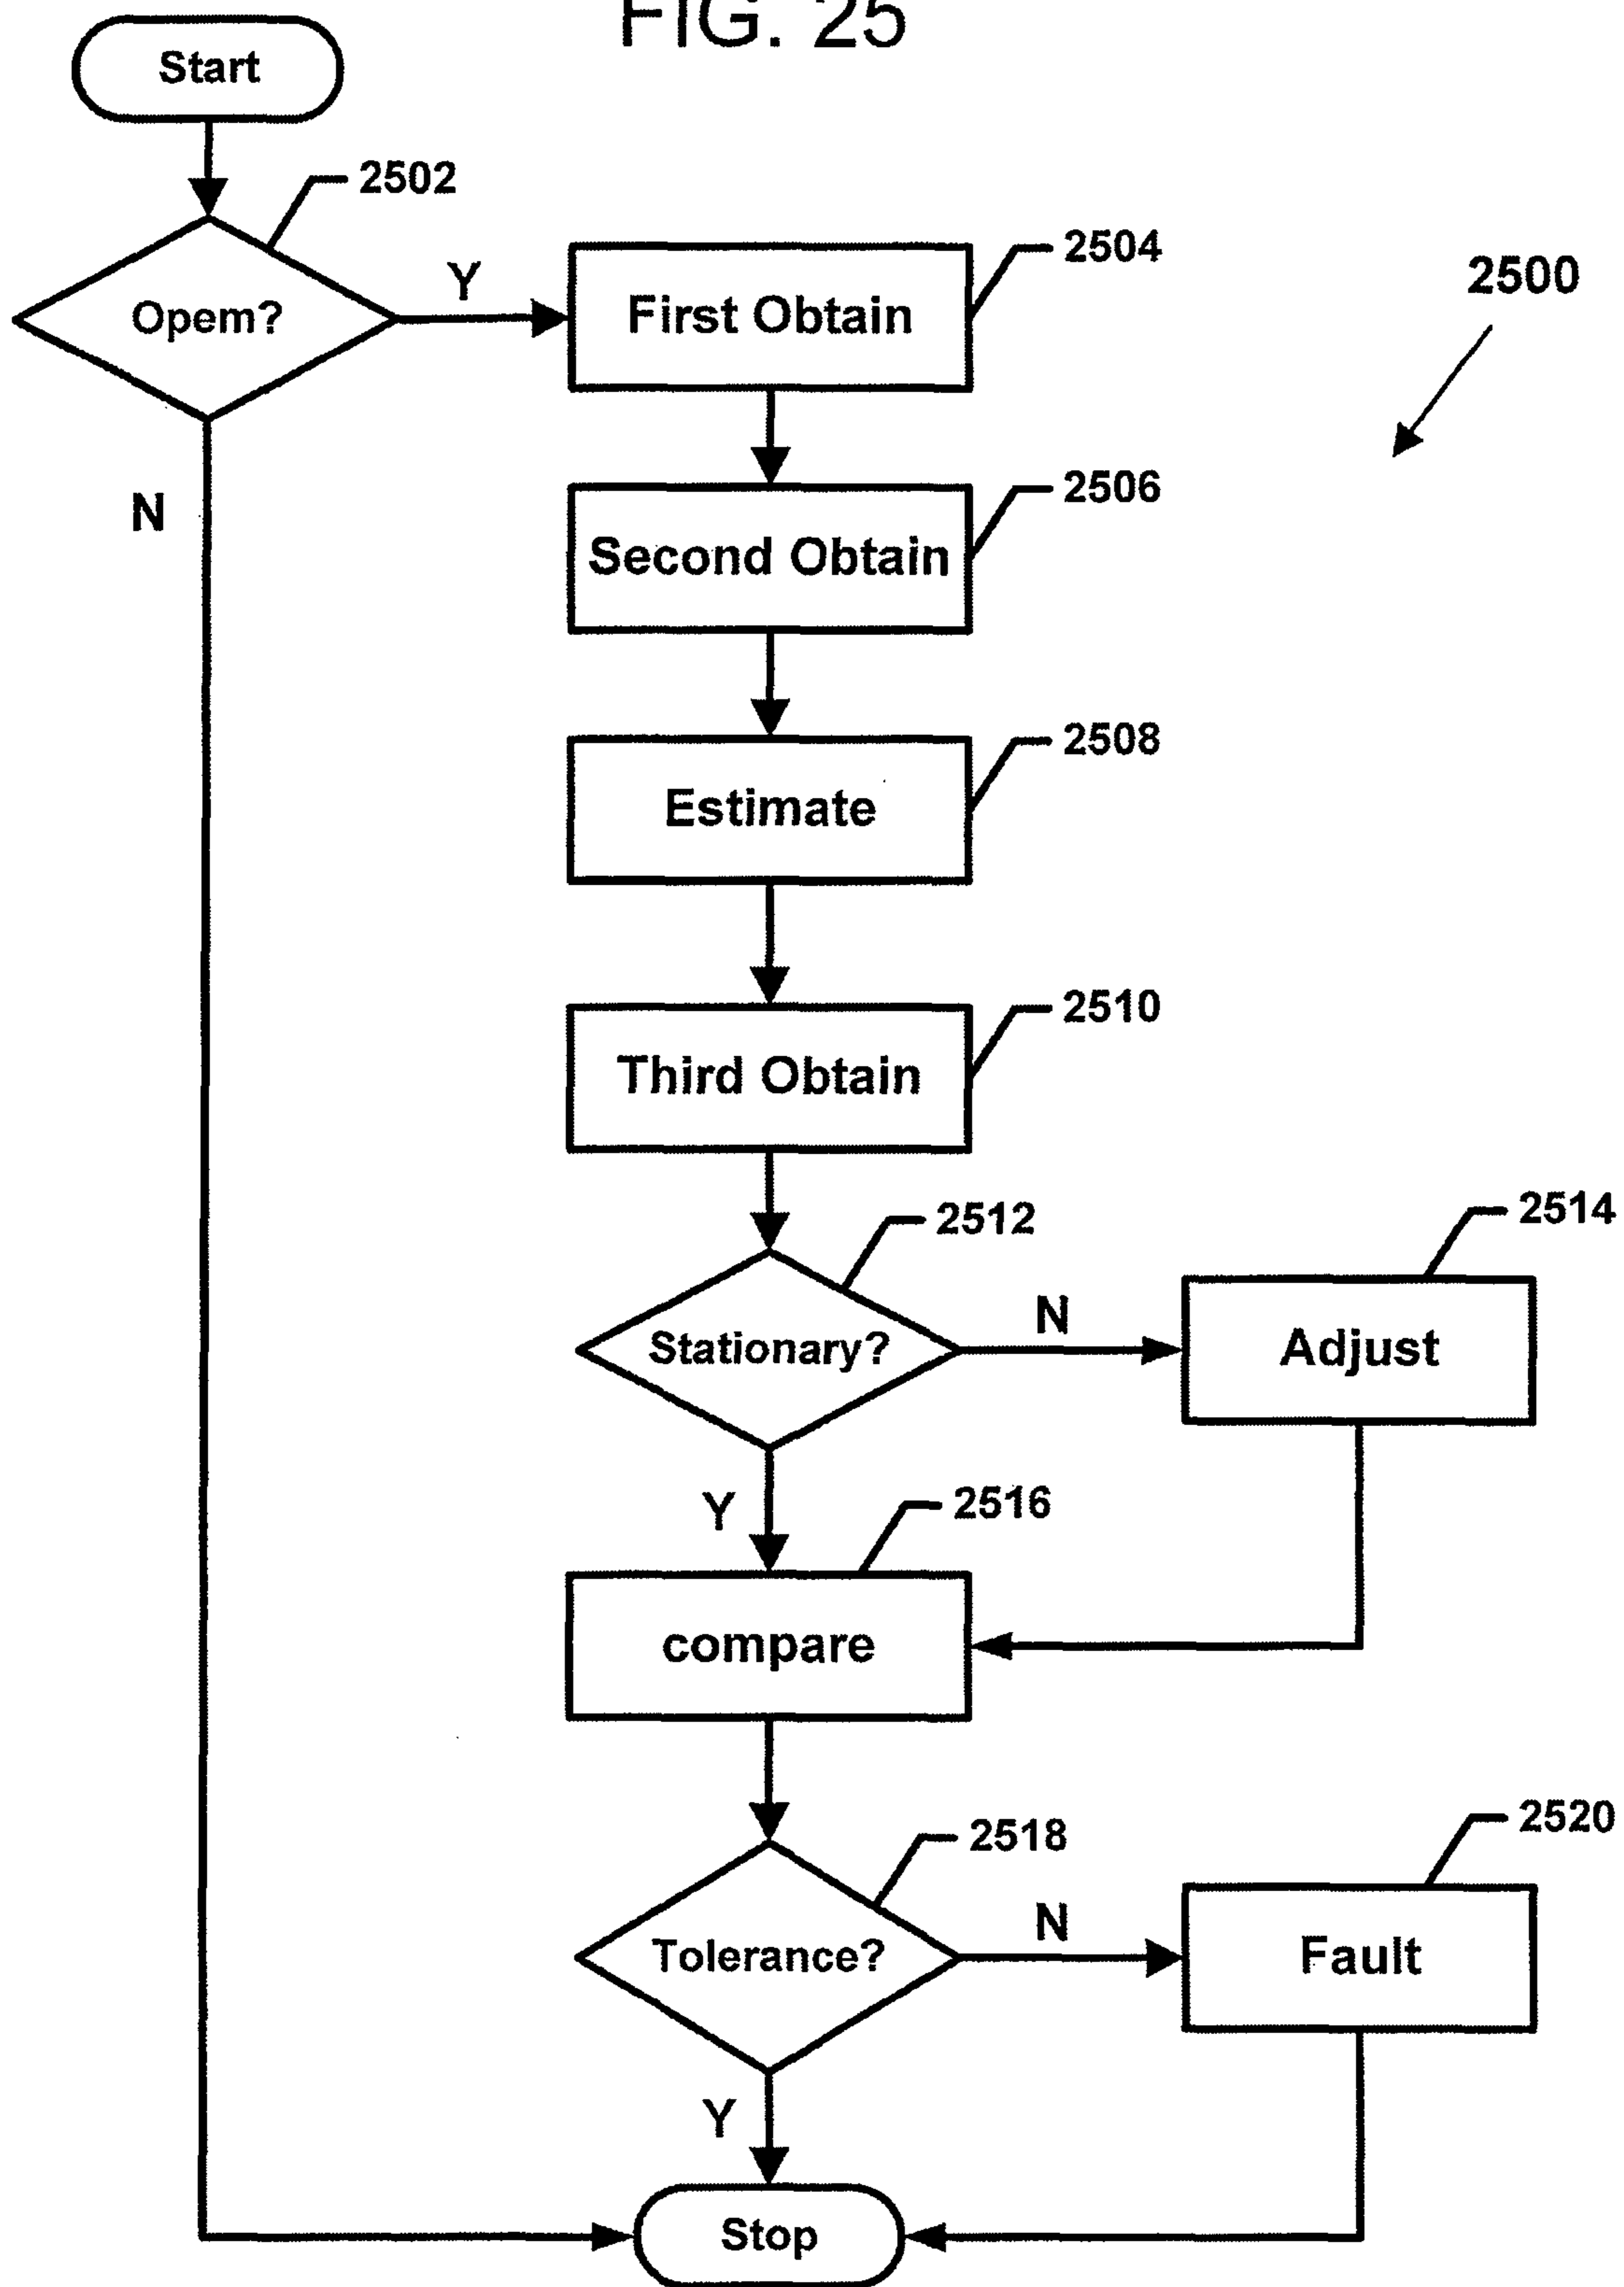 FIG. 25
Start
2502
Opem?
Y
First Obtain
2504
2500
N
Second Obtain
2506
Estimate
2508
Third Obtain
2510
2512
Stationary?
N
2514
Adjust
Y
2516
compare
2518
Tolerance?
N
2520
Fault
Y
Stop